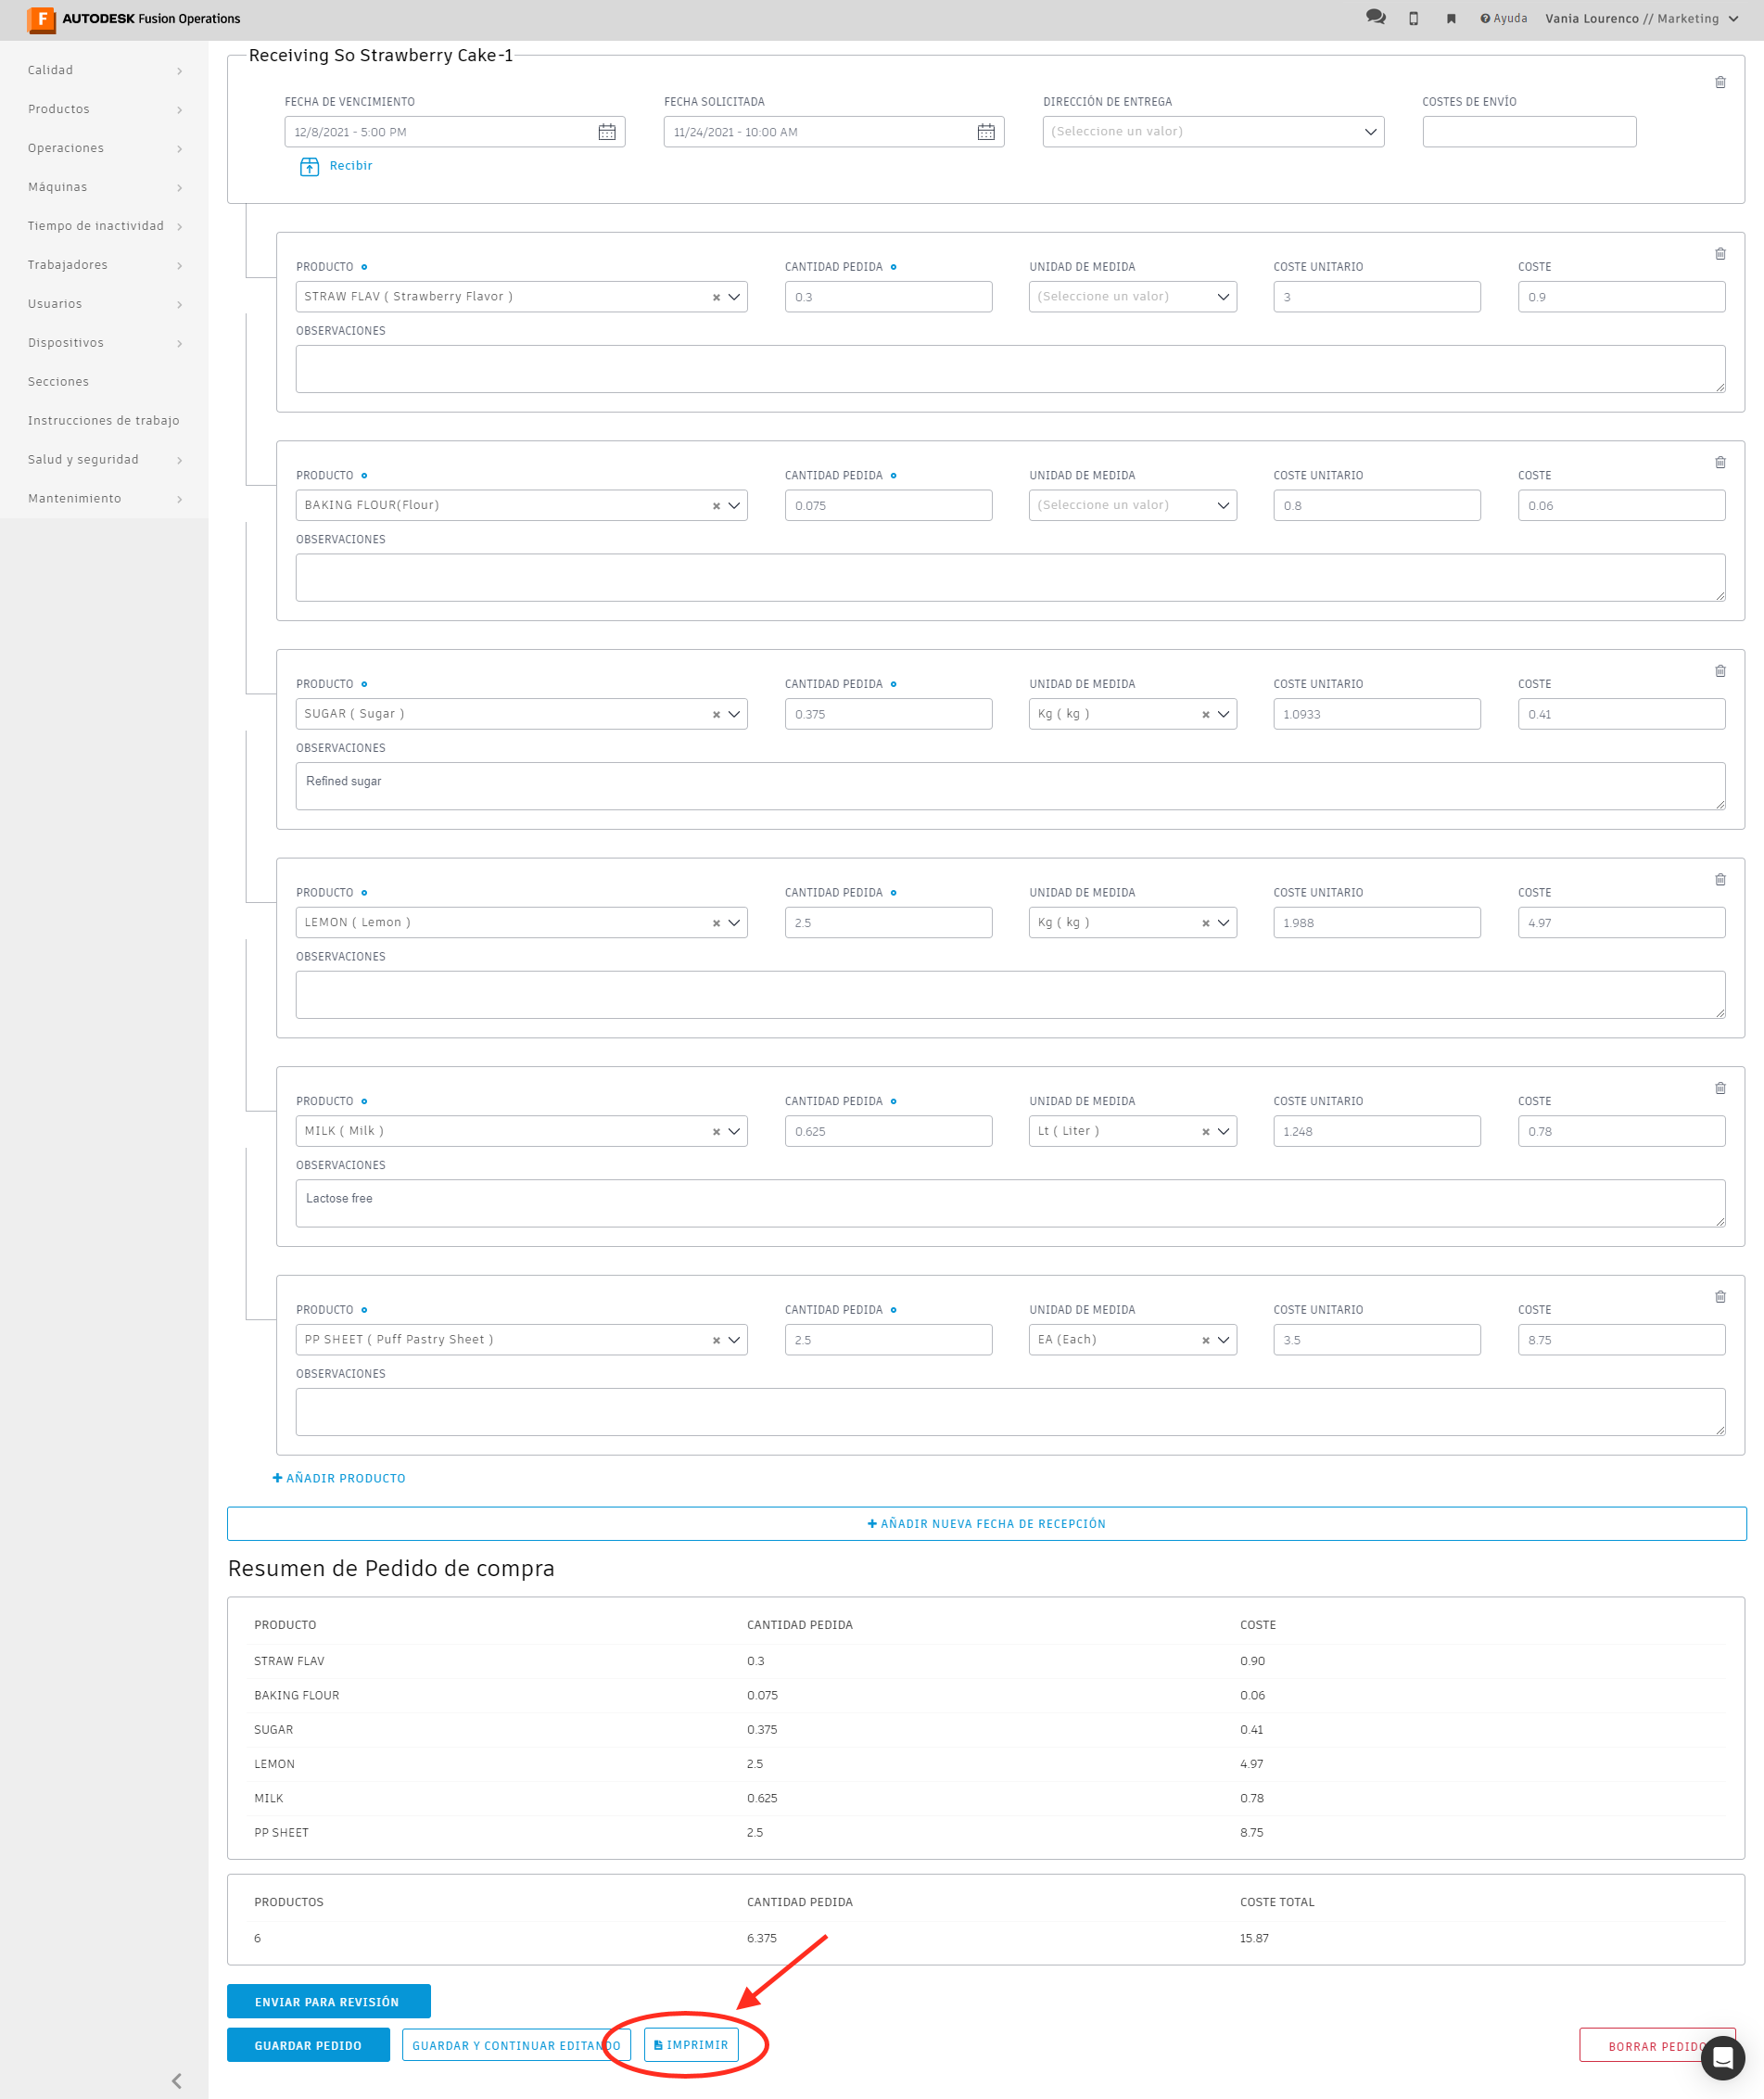 F AUTODESK Fusion Operations
Ayuda Vania Lourenco // Marketing
Calidad
Productos
Operaciones
Máquinas
Tiempo de inactividad
Trabajadores
Usuarios
Dispositivos
Secciones
Instrucciones de trabajo
Salud y seguridad
Mantenimiento
Receiving So Strawberry Cake-1
FECHA DE VENCIMIENTO FECHA SOLICITADA DIRECCIÓN DE ENTREGA COSTES DE ENVÍO
12/8/2021 - 5:00 PM 11/24/2021 - 10:00 AM (Seleccione un valor)
Recibir
PRODUCTO CANTIDAD PEDIDA UNIDAD DE MEDIDA COSTE UNITARIO COSTE
STRAW FLAV ( Strawberry Flavor ) 0.3 (Seleccione un valor) 3 0.9
OBSERVACIONES
PRODUCTO CANTIDAD PEDIDA UNIDAD DE MEDIDA COSTE UNITARIO COSTE
BAKING FLOUR(Flour) 0.075 (Seleccione un valor) 0.8 0.06
OBSERVACIONES
PRODUCTO CANTIDAD PEDIDA UNIDAD DE MEDIDA COSTE UNITARIO COSTE
SUGAR ( Sugar ) 0.375 Kg ( kg ) 1.0933 0.41
OBSERVACIONES
Refined sugar
PRODUCTO CANTIDAD PEDIDA UNIDAD DE MEDIDA COSTE UNITARIO COSTE
LEMON ( Lemon ) 2.5 Kg ( kg ) 1.988 4.97
OBSERVACIONES
PRODUCTO CANTIDAD PEDIDA UNIDAD DE MEDIDA COSTE UNITARIO COSTE
MILK ( Milk ) 0.625 Lt ( Liter ) 1.248 0.78
OBSERVACIONES
Lactose free
PRODUCTO CANTIDAD PEDIDA UNIDAD DE MEDIDA COSTE UNITARIO COSTE
PP SHEET ( Puff Pastry Sheet ) 2.5 EA (Each) 3.5 8.75
OBSERVACIONES
+ AÑADIR PRODUCTO
+ AÑADIR NUEVA FECHA DE RECEPCIÓN
Resumen de Pedido de compra
PRODUCTO CANTIDAD PEDIDA COSTE
STRAW FLAV 0.3 0.90
BAKING FLOUR 0.075 0.06
SUGAR 0.375 0.41
LEMON 2.5 4.97
MILK 0.625 0.78
PP SHEET 2.5 8.75
PRODUCTOS CANTIDAD PEDIDA COSTE TOTAL
6 6.375 15.87
ENVIAR PARA REVISIÓN
GUARDAR PEDIDO GUARDAR Y CONTINUAR EDITANDO IMPRIMIR BORRAR PEDIDO